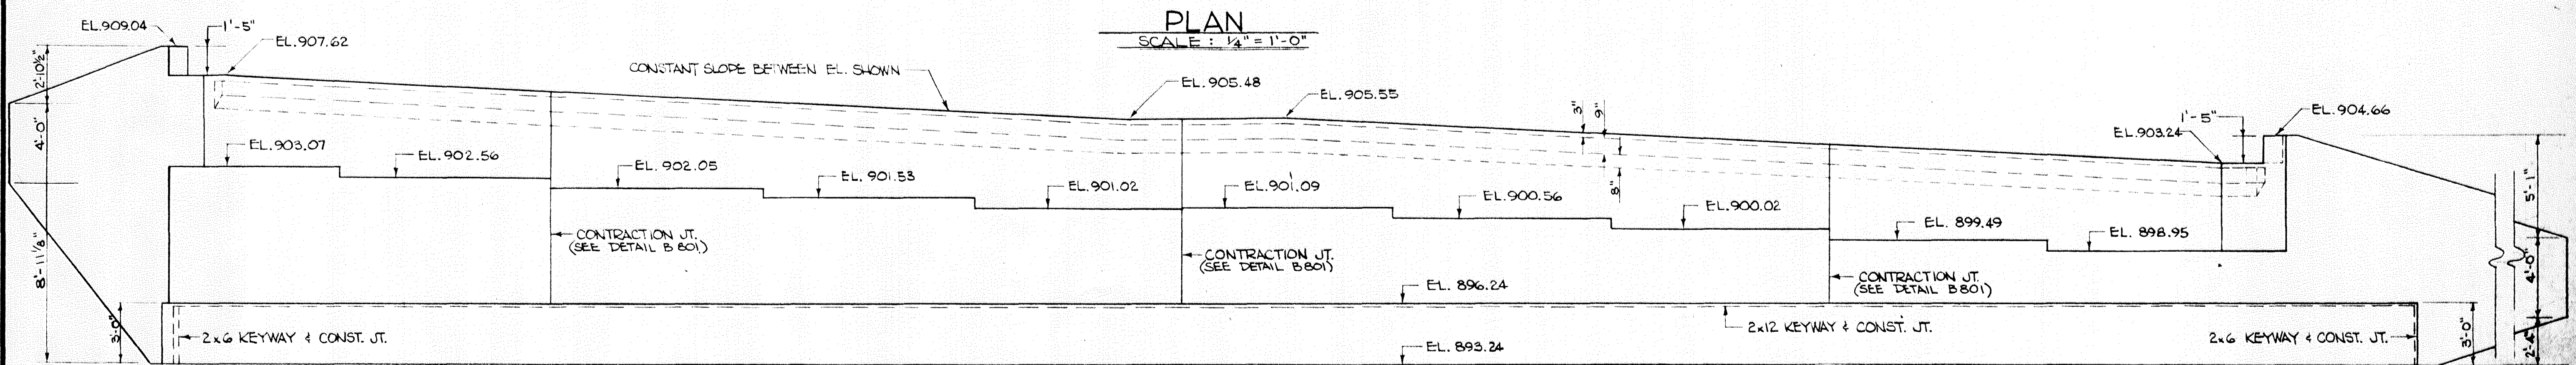 PLAN
SCALE : 1/4" = 1'-0"
EL.909.04
1'-5"
EL.907.62
CONSTANT SLOPE BETWEEN EL. SHOWN
EL.905.48
EL.905.55
3"
9"
8"
1'-5"
EL.904.66
EL.903.24
2'-10½"
4'-0"
8'-11⅛"
3'-0"
EL.903.07
EL.902.56
EL.902.05
EL. 901.53
EL.901.02
EL.901.09
EL.900.56
EL.900.02
EL. 899.49
EL. 898.95
5'-1"
4'-0"
2'-4"
3'-0"
CONTRACTION JT.
(SEE DETAIL B 801)
CONTRACTION JT.
(SEE DETAIL B801)
CONTRACTION JT.
(SEE DETAIL B801)
EL. 896.24
2x6 KEYWAY & CONST. JT.
2x12 KEYWAY & CONST. JT.
2x6 KEYWAY & CONST. JT.
EL. 893.24